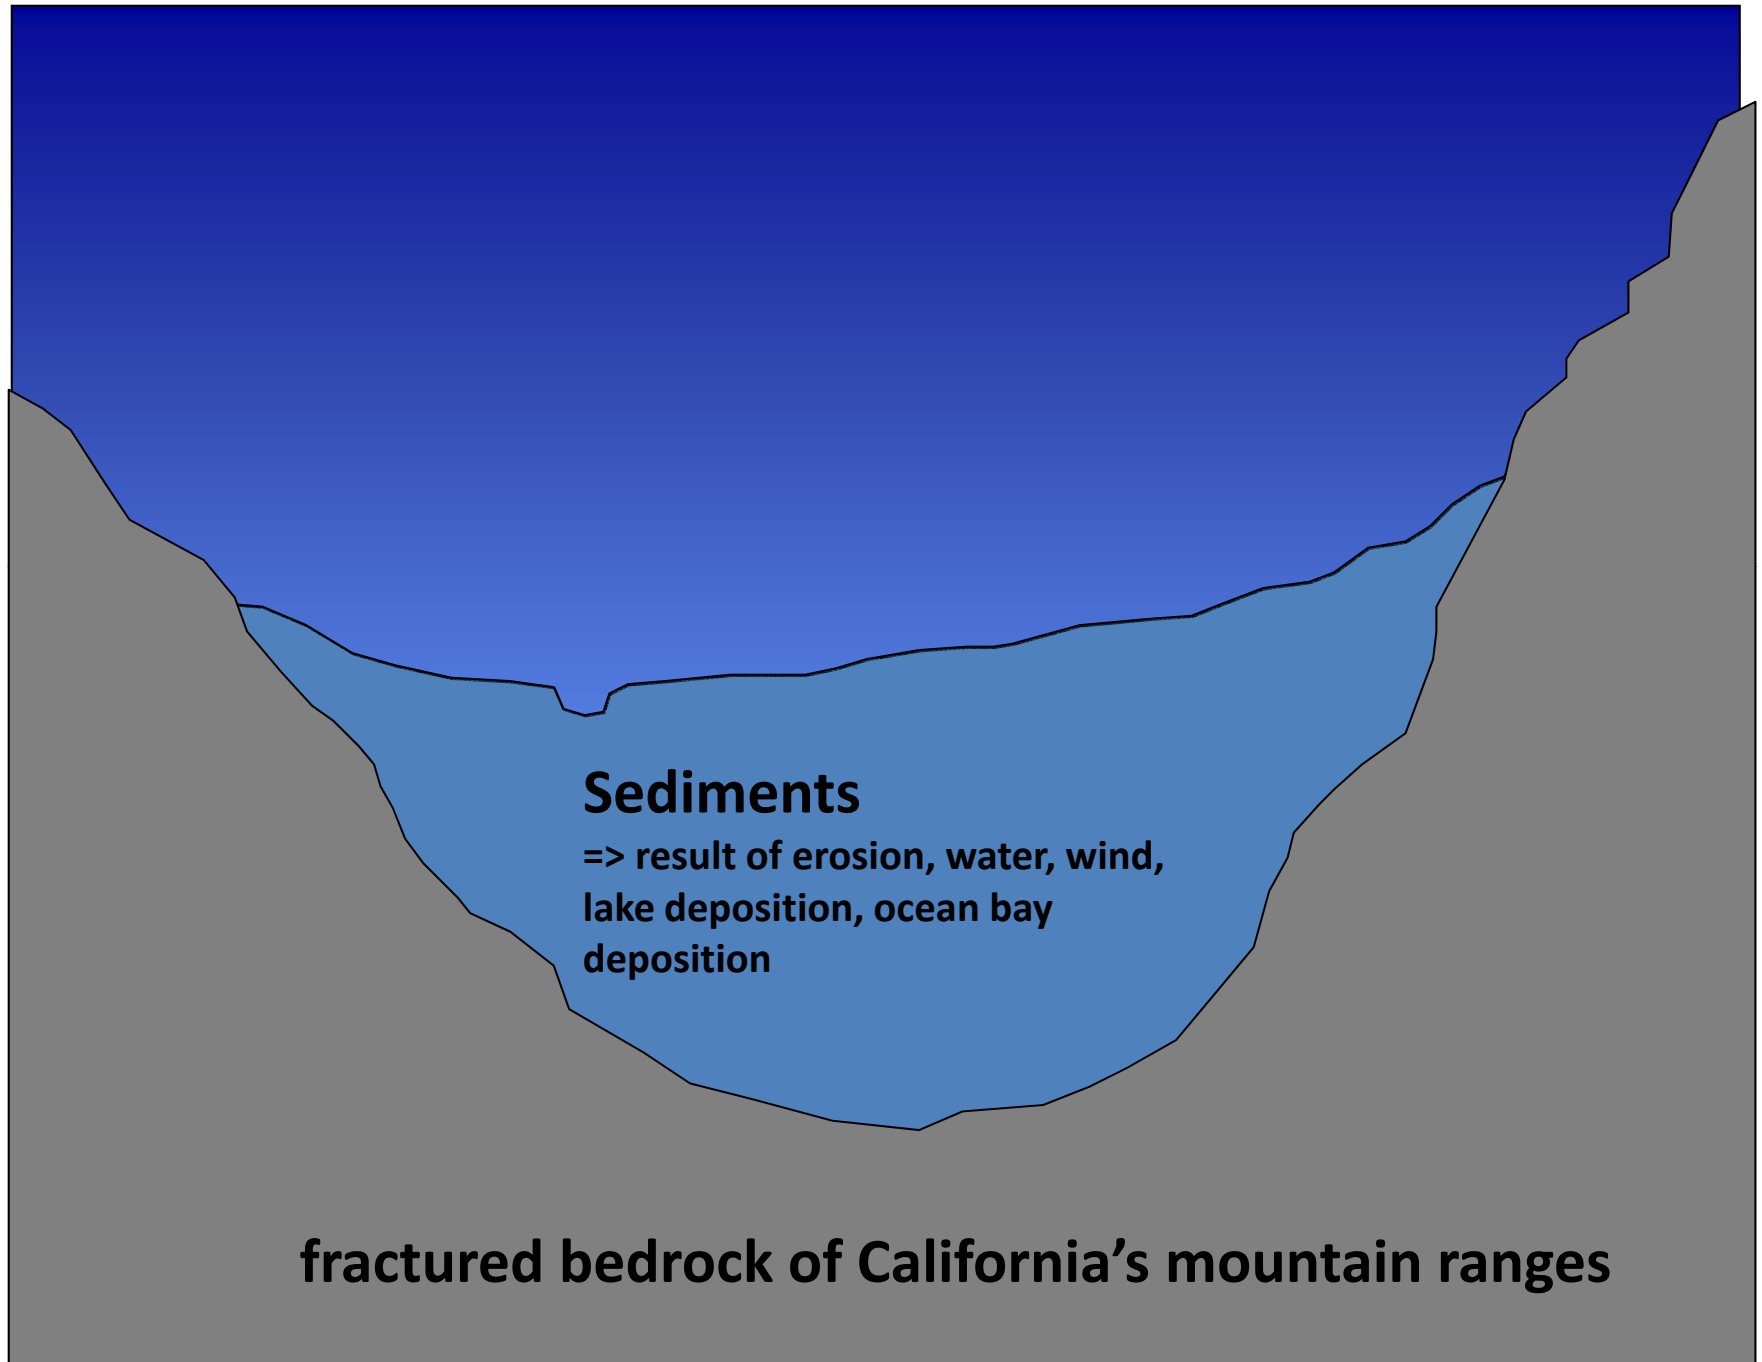 Sediments
=> result of erosion, water, wind,
lake deposition, ocean bay
deposition
fractured bedrock of California’s mountain ranges